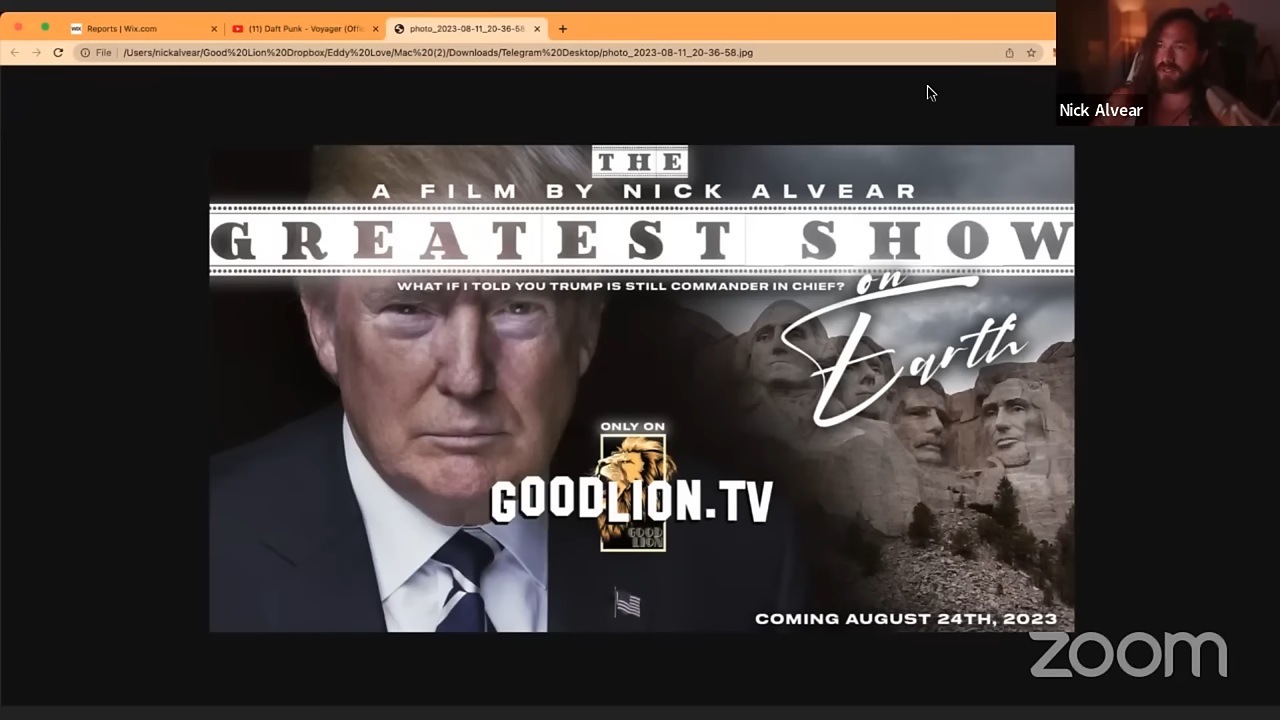 Reports | Wix.com
(11) Daft Punk - Voyager (Offi
photo_2023-08-11_20-36-58.
File
/Users/nickalvear/Good%20Lion%20Dropbox/Eddy%20Love/Mac%20(2)/Downloads/Telegram%20Desktop/photo_2023-08-11_20-36-58.jpg
Nick Alvear
THE
A FILM BY NICK ALVEAR
GREATEST SHOW
WHAT IF I TOLD YOU TRUMP IS STILL COMMANDER IN CHIEF?
on
Earth
ONLY ON
GOODLION.TV
GOOD
LION
COMING AUGUST 24TH, 2023
zoom